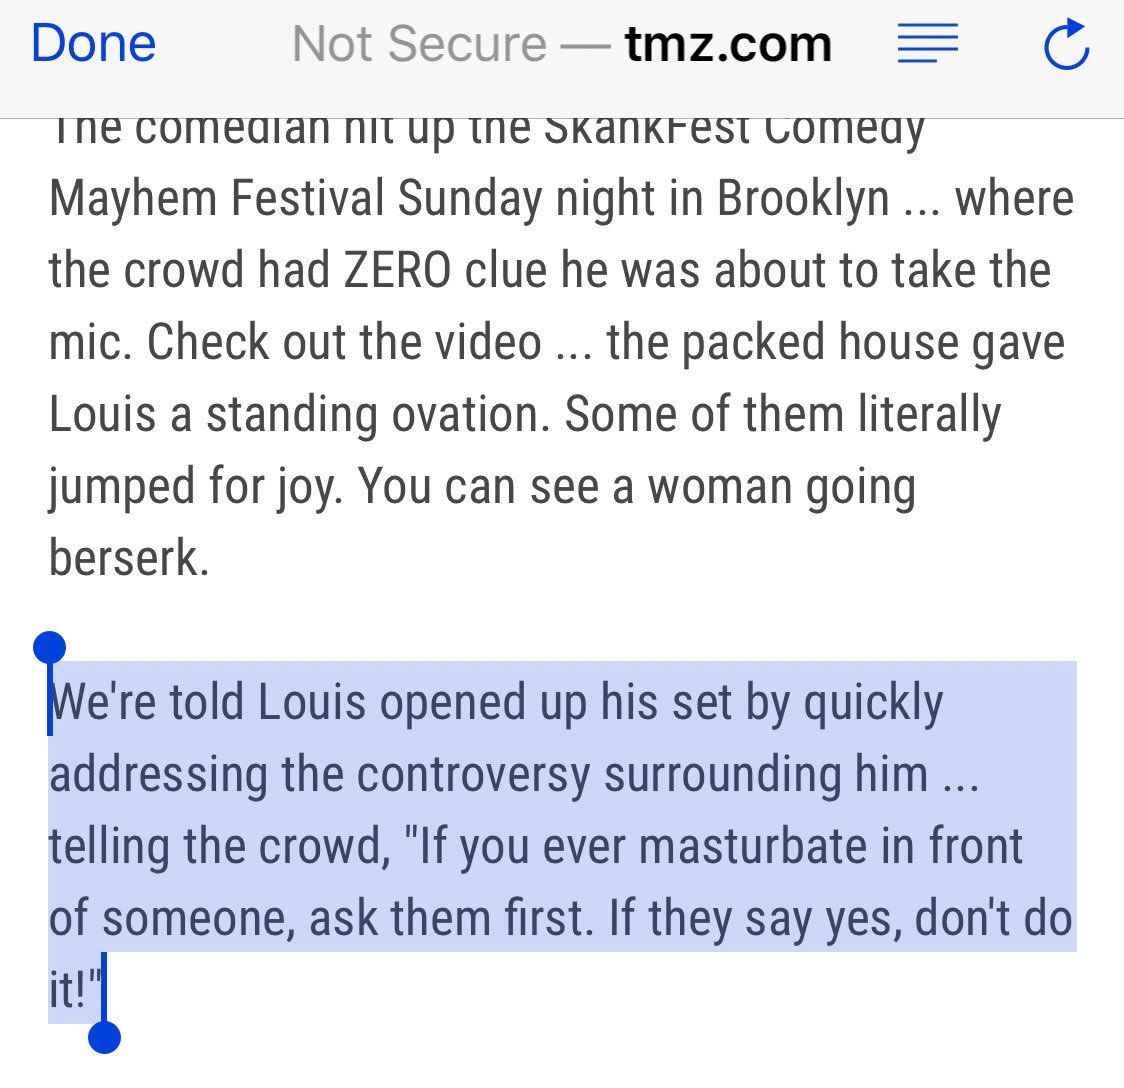 Done Not Secure — tmz.com
The comedian hit up the SkankFest Comedy
Mayhem Festival Sunday night in Brooklyn ... where
the crowd had ZERO clue he was about to take the
mic. Check out the video ... the packed house gave
Louis a standing ovation. Some of them literally
jumped for joy. You can see a woman going
berserk.
We're told Louis opened up his set by quickly
addressing the controversy surrounding him ...
telling the crowd, "If you ever masturbate in front
of someone, ask them first. If they say yes, don't do
it!"